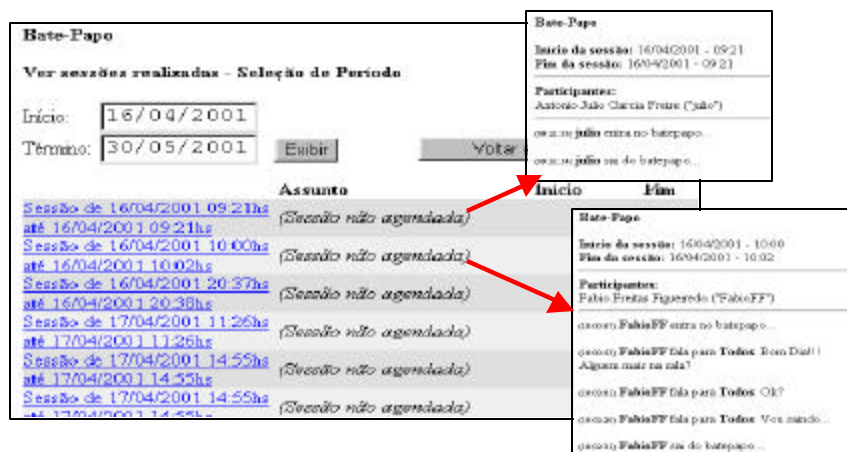 Bate-Papo
Ver sessões realizadas - Seleção de Período
Início: 16/04/2001
Término: 30/05/2001 Exibir Voltar
Assunto Início Fim
Sessão de 16/04/2001 09:21hs
até 16/04/2001 09:21hs (Sessão não agendada)
Sessão de 16/04/2001 10:00hs
até 16/04/2001 10:02hs (Sessão não agendada)
Sessão de 16/04/2001 20:37hs
até 16/04/2001 20:38hs (Sessão não agendada)
Sessão de 17/04/2001 11:26hs
até 17/04/2001 11:26hs (Sessão não agendada)
Sessão de 17/04/2001 14:55hs
até 17/04/2001 14:55hs (Sessão não agendada)
Sessão de 17/04/2001 14:55hs
até 17/04/2001 14:55hs (Sessão não agendada)
Bate-Papo
Início da sessão: 16/04/2001 - 09:21
Fim da sessão: 16/04/2001 - 09:21
Participantes:
Antonio Julio Garcia Freire ("julio")
julio entra no batepapo...
julio sai do batepapo...
Bate-Papo
Início da sessão: 16/04/2001 - 10:00
Fim da sessão: 16/04/2001 - 10:02
Participantes:
Fabio Freitas Figueiredo ("FabioFF")
FabioFF entra no batepapo...
FabioFF fala para Todos: Bom Dia!!!
Alguem mais na sala?
FabioFF fala para Todos: Ok?
FabioFF fala para Todos: Vou saindo...
FabioFF sai do batepapo...